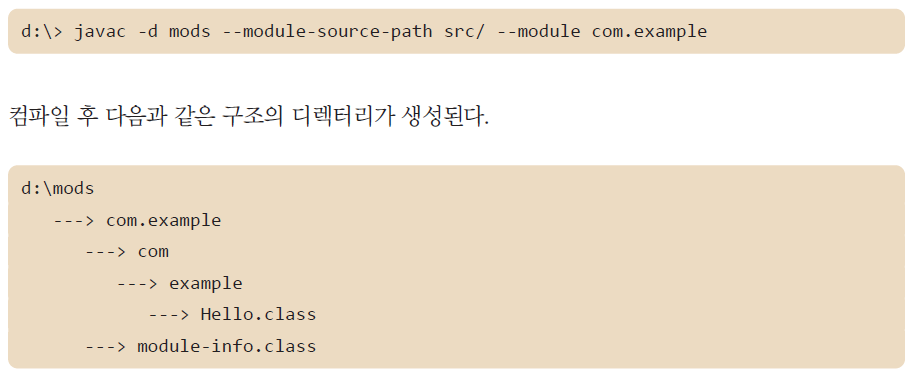 d:\> javac -d mods --module-source-path src/ --module com.example
컴파일 후 다음과 같은 구조의 디렉터리가 생성된다.
d:\mods
---> com.example
---> com
---> example
---> Hello.class
---> module-info.class